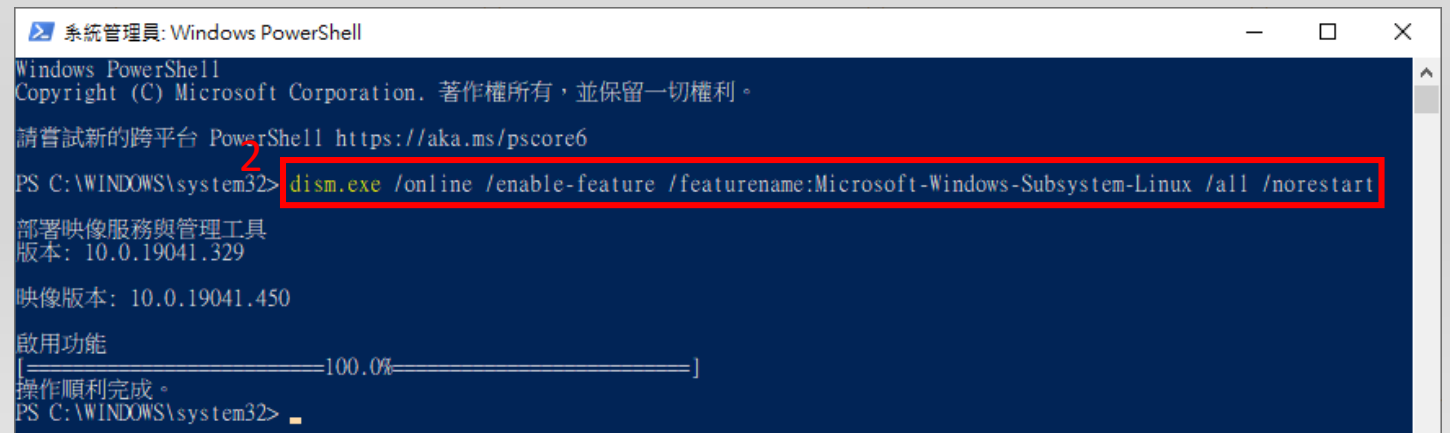 系統管理員: Windows PowerShell
Windows PowerShell
Copyright (C) Microsoft Corporation. 著作權所有，並保留一切權利。
請嘗試新的跨平台 PowerShell https://aka.ms/pscore6
2
PS C:\WINDOWS\system32> dism.exe /online /enable-feature /featurename:Microsoft-Windows-Subsystem-Linux /all /norestart
部署映像服務與管理工具
版本: 10.0.19041.329
映像版本: 10.0.19041.450
啟用功能
[==========================100.0%==========================]
操作順利完成。
PS C:\WINDOWS\system32>